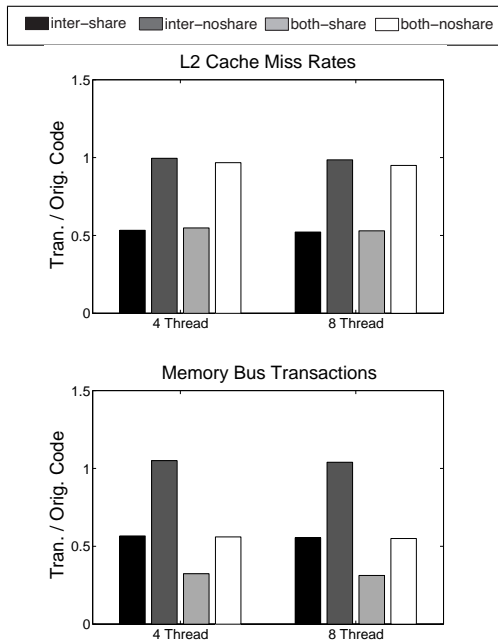 inter-share inter-noshare both-share both-noshare
L2 Cache Miss Rates
1.5
1
0.5
0
Tran. / Orig. Code
4 Thread 8 Thread
Memory Bus Transactions
1.5
1
0.5
0
Tran. / Orig. Code
4 Thread 8 Thread